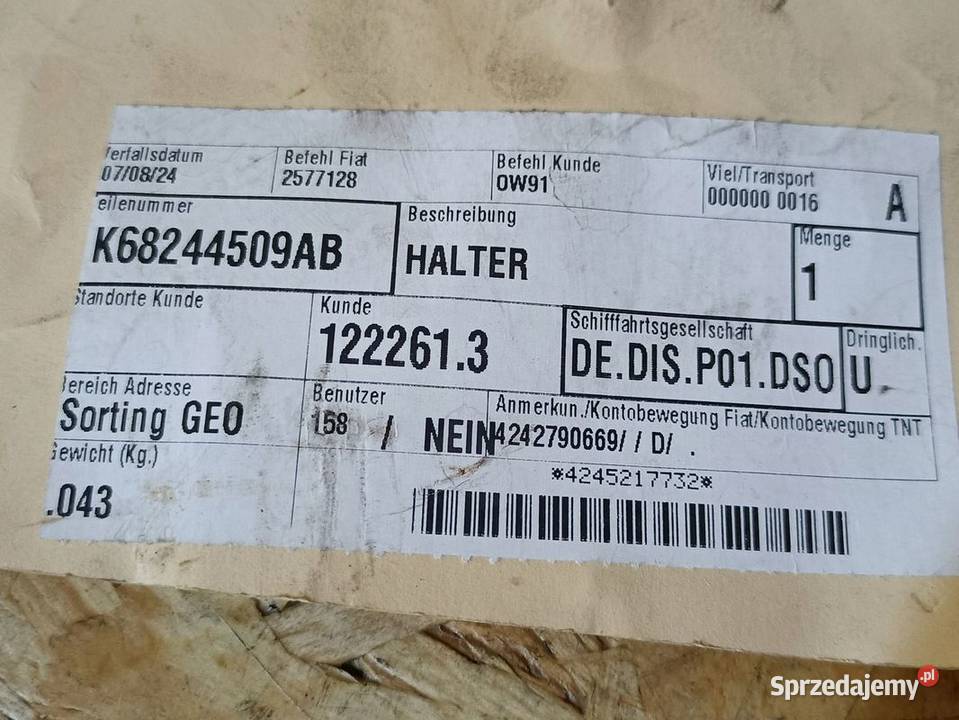 Verfallsdatum
07/08/24
Befehl Fiat
2577128
Befehl Kunde
0W91
Viel/Transport
000000 0016
A
eilenummer
K68244509AB
Beschreibung
HALTER
Menge
1
Standorte Kunde
Kunde
122261.3
Schifffahrtsgesellschaft
DE.DIS.P01.DSO
Dringlich.
U
Bereich Adresse
Sorting GEO
Benutzer
158 / NEIN
Anmerkun./Kontobewegung Fiat/Kontobewegung TNT
4242790669/ / D/ .
Gewicht (Kg.)
.043
*4245217732*
Sprzedajemy.pl